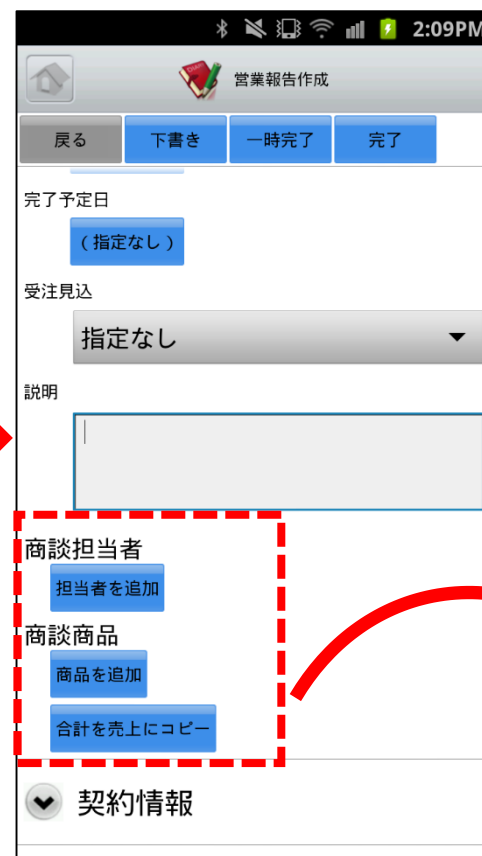 2:09PM
営業報告作成
戻る 下書き 一時完了 完了
完了予定日
(指定なし)
受注見込
指定なし
説明
商談担当者
担当者を追加
商談商品
商品を追加
合計を売上にコピー
契約情報